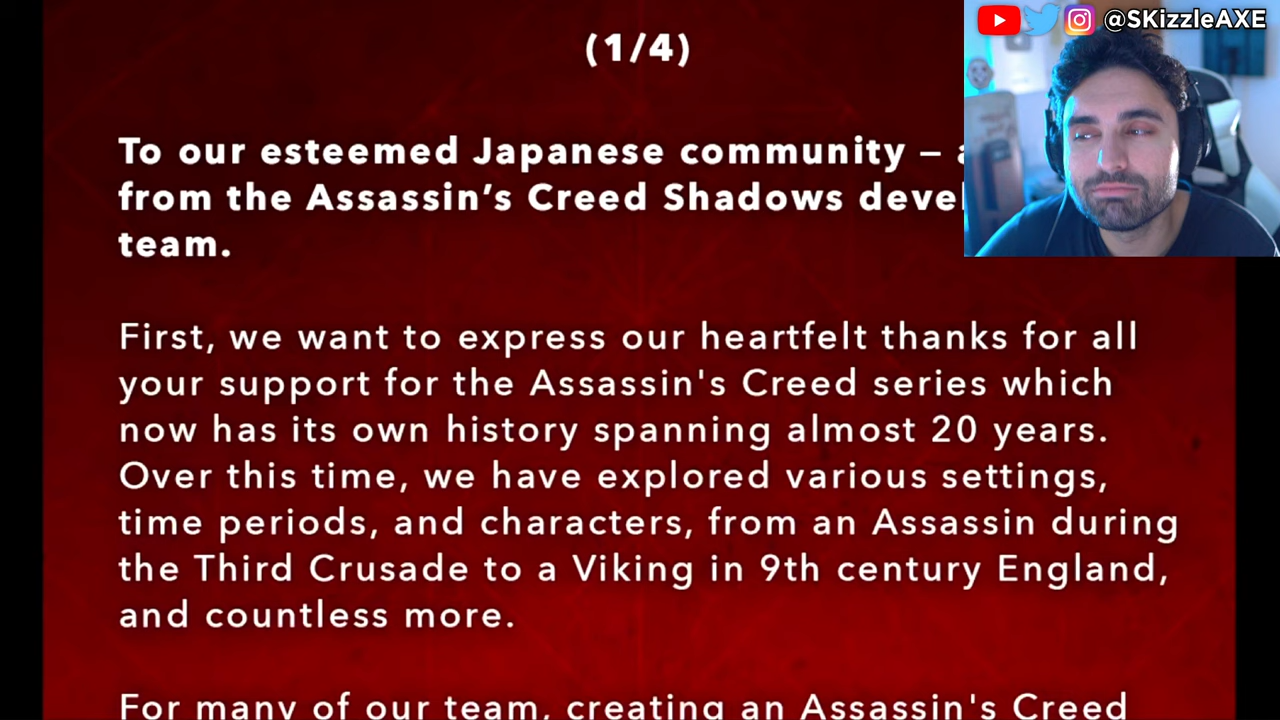 (1/4)
@SKizzleAXE
To our esteemed Japanese community –
from the Assassin’s Creed Shadows
team.
First, we want to express our heartfelt thanks for all
your support for the Assassin's Creed series which
now has its own history spanning almost 20 years.
Over this time, we have explored various settings,
time periods, and characters, from an Assassin during
the Third Crusade to a Viking in 9th century England,
and countless more.
For many of our team, creating an Assassin's Creed